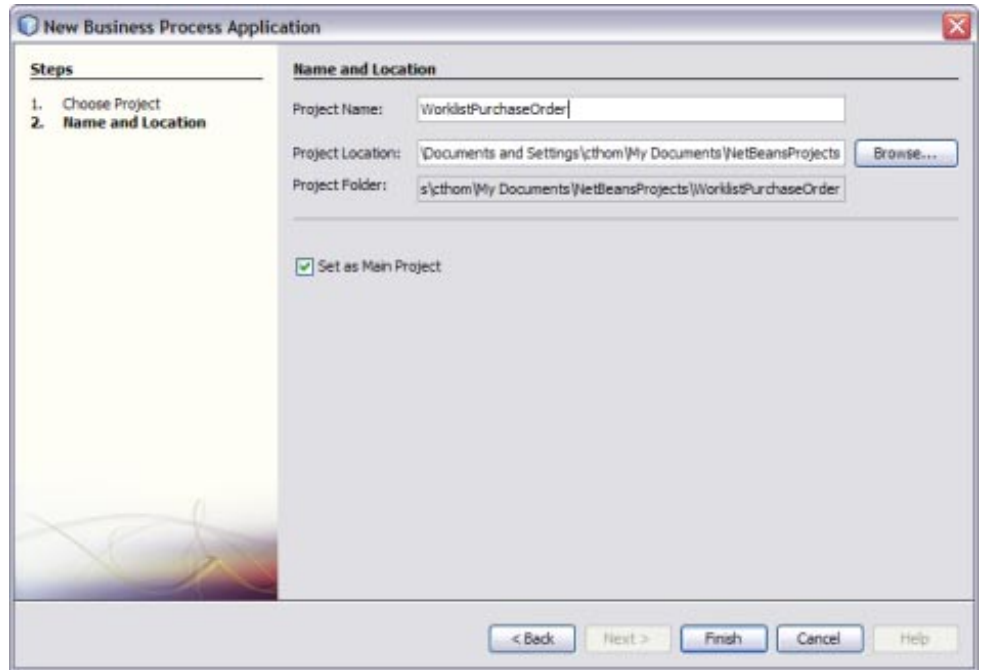 New Business Process Application
Steps
1. Choose Project
2. Name and Location
Name and Location
Project Name: WorklistPurchaseOrder
Project Location: \Documents and Settings\cthom\My Documents\NetBeansProjects Browse...
Project Folder: s\cthom\My Documents\NetBeansProjects\WorklistPurchaseOrder
Set as Main Project
< Back Next > Finish Cancel Help